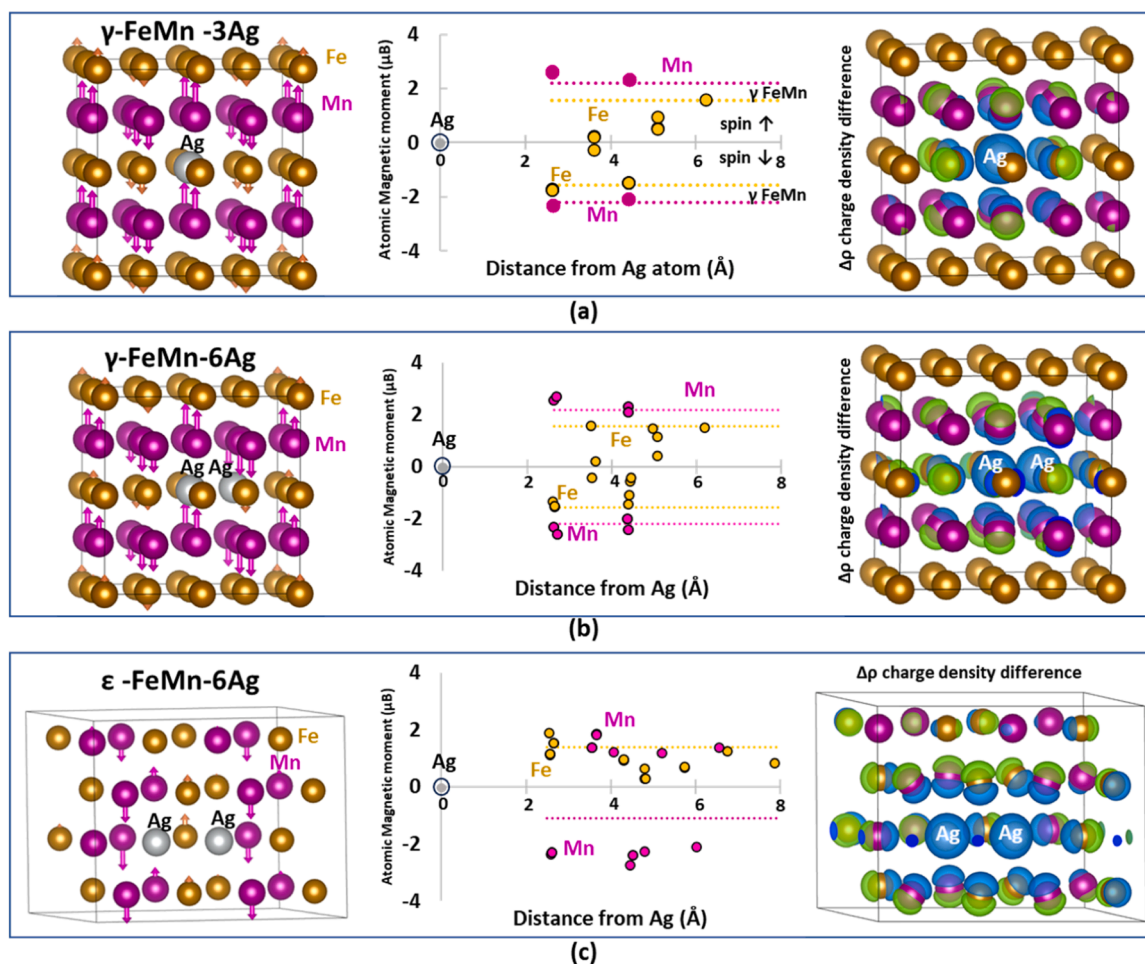 γ-FeMn -3Ag
Fe
Mn
Ag
Atomic Magnetic moment (μB)
4
2
0
-2
-4
Ag
0
2
4
6
8
Mn
γ FeMn
Fe
spin ↑
spin ↓
Fe
γ FeMn
Mn
Distance from Ag atom (Å)
Δρ charge density difference
Ag
(a)
γ-FeMn-6Ag
Fe
Mn
Ag Ag
Atomic Magnetic moment (μB)
4
2
0
-2
-4
Ag
0
2
4
6
8
Mn
Fe
Fe
Mn
Distance from Ag (Å)
Δρ charge density difference
Ag Ag
(b)
ε -FeMn-6Ag
Fe
Mn
Ag Ag
Atomic Magnetic moment (μB)
4
2
0
-2
-4
Ag
0
2
4
6
8
Mn
Fe
Mn
Distance from Ag (Å)
Δρ charge density difference
Ag Ag
(c)